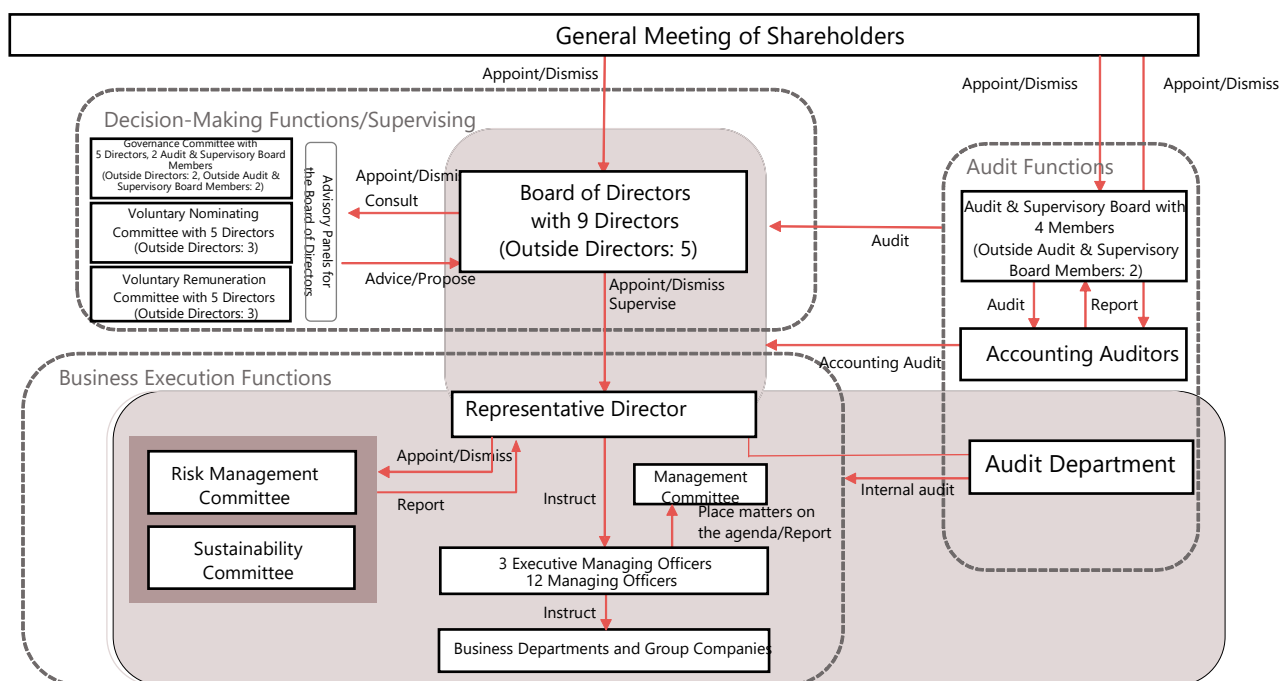 General Meeting of Shareholders
Appoint/Dismiss
Appoint/Dismiss
Appoint/Dismiss
Decision-Making Functions/Supervising
Governance Committee with
5 Directors, 2 Audit & Supervisory Board
Members
(Outside Directors: 2, Outside Audit &
Supervisory Board Members: 2)
Voluntary Nominating
Committee with 5 Directors
(Outside Directors: 3)
Voluntary Remuneration
Committee with 5 Directors
(Outside Directors: 3)
Advisory Panels for
the Board of Directors
Appoint/Dismis
Consult
Advice/Propose
Board of Directors
with 9 Directors
(Outside Directors: 5)
Appoint/Dismiss
Supervise
Audit Functions
Audit & Supervisory Board with
4 Members
(Outside Audit & Supervisory
Board Members: 2)
Audit
Audit
Report
Accounting Auditors
Accounting Audit
Business Execution Functions
Representative Director
Appoint/Dismiss
Report
Risk Management
Committee
Sustainability
Committee
Instruct
Management
Committee
Place matters on
the agenda/Report
Audit Department
Internal audit
3 Executive Managing Officers
12 Managing Officers
Instruct
Business Departments and Group Companies